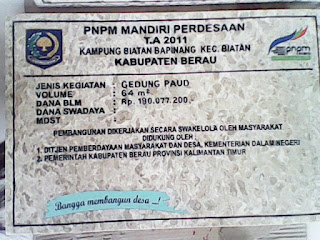 PNPM MANDIRI PERDESAAN
T.A 2011
KAMPUNG BIATAN BAPINANG KEC. BIATAN
KABUPATEN BERAU
pnpm
JENIS KEGIATAN : GEDUNG PAUD
VOLUME : 64 m²
DANA BLM : Rp. 190.077.200,-
DANA SWADAYA : -
MDST : -
PEMBANGUNAN DIKERJAKAN SECARA SWAKELOLA OLEH MASYARAKAT
DIDUKUNG OLEH :
1. DITJEN PEMBERDAYAAN MASYARAKAT DAN DESA, KEMENTERIAN DALAM NEGERI
2. PEMERINTAH KABUPATEN BERAU PROVINSI KALIMANTAN TIMUR
Bangga membangun desa ...!